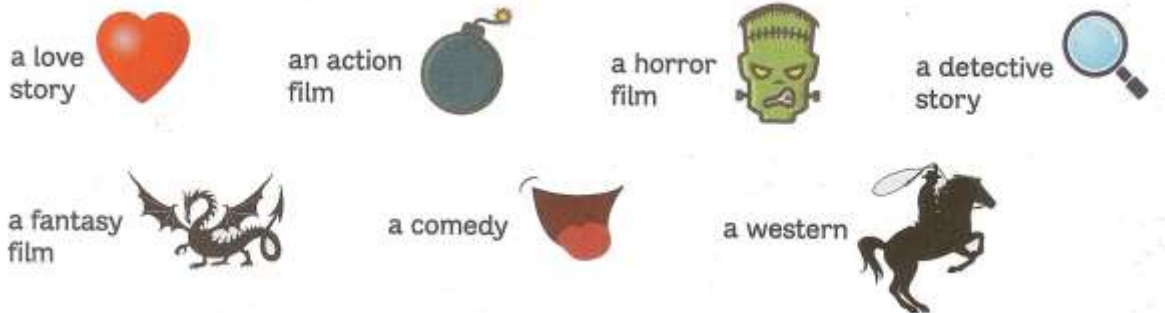 a love
story
an action
film
a horror
film
a detective
story
a fantasy
film
a comedy
a western